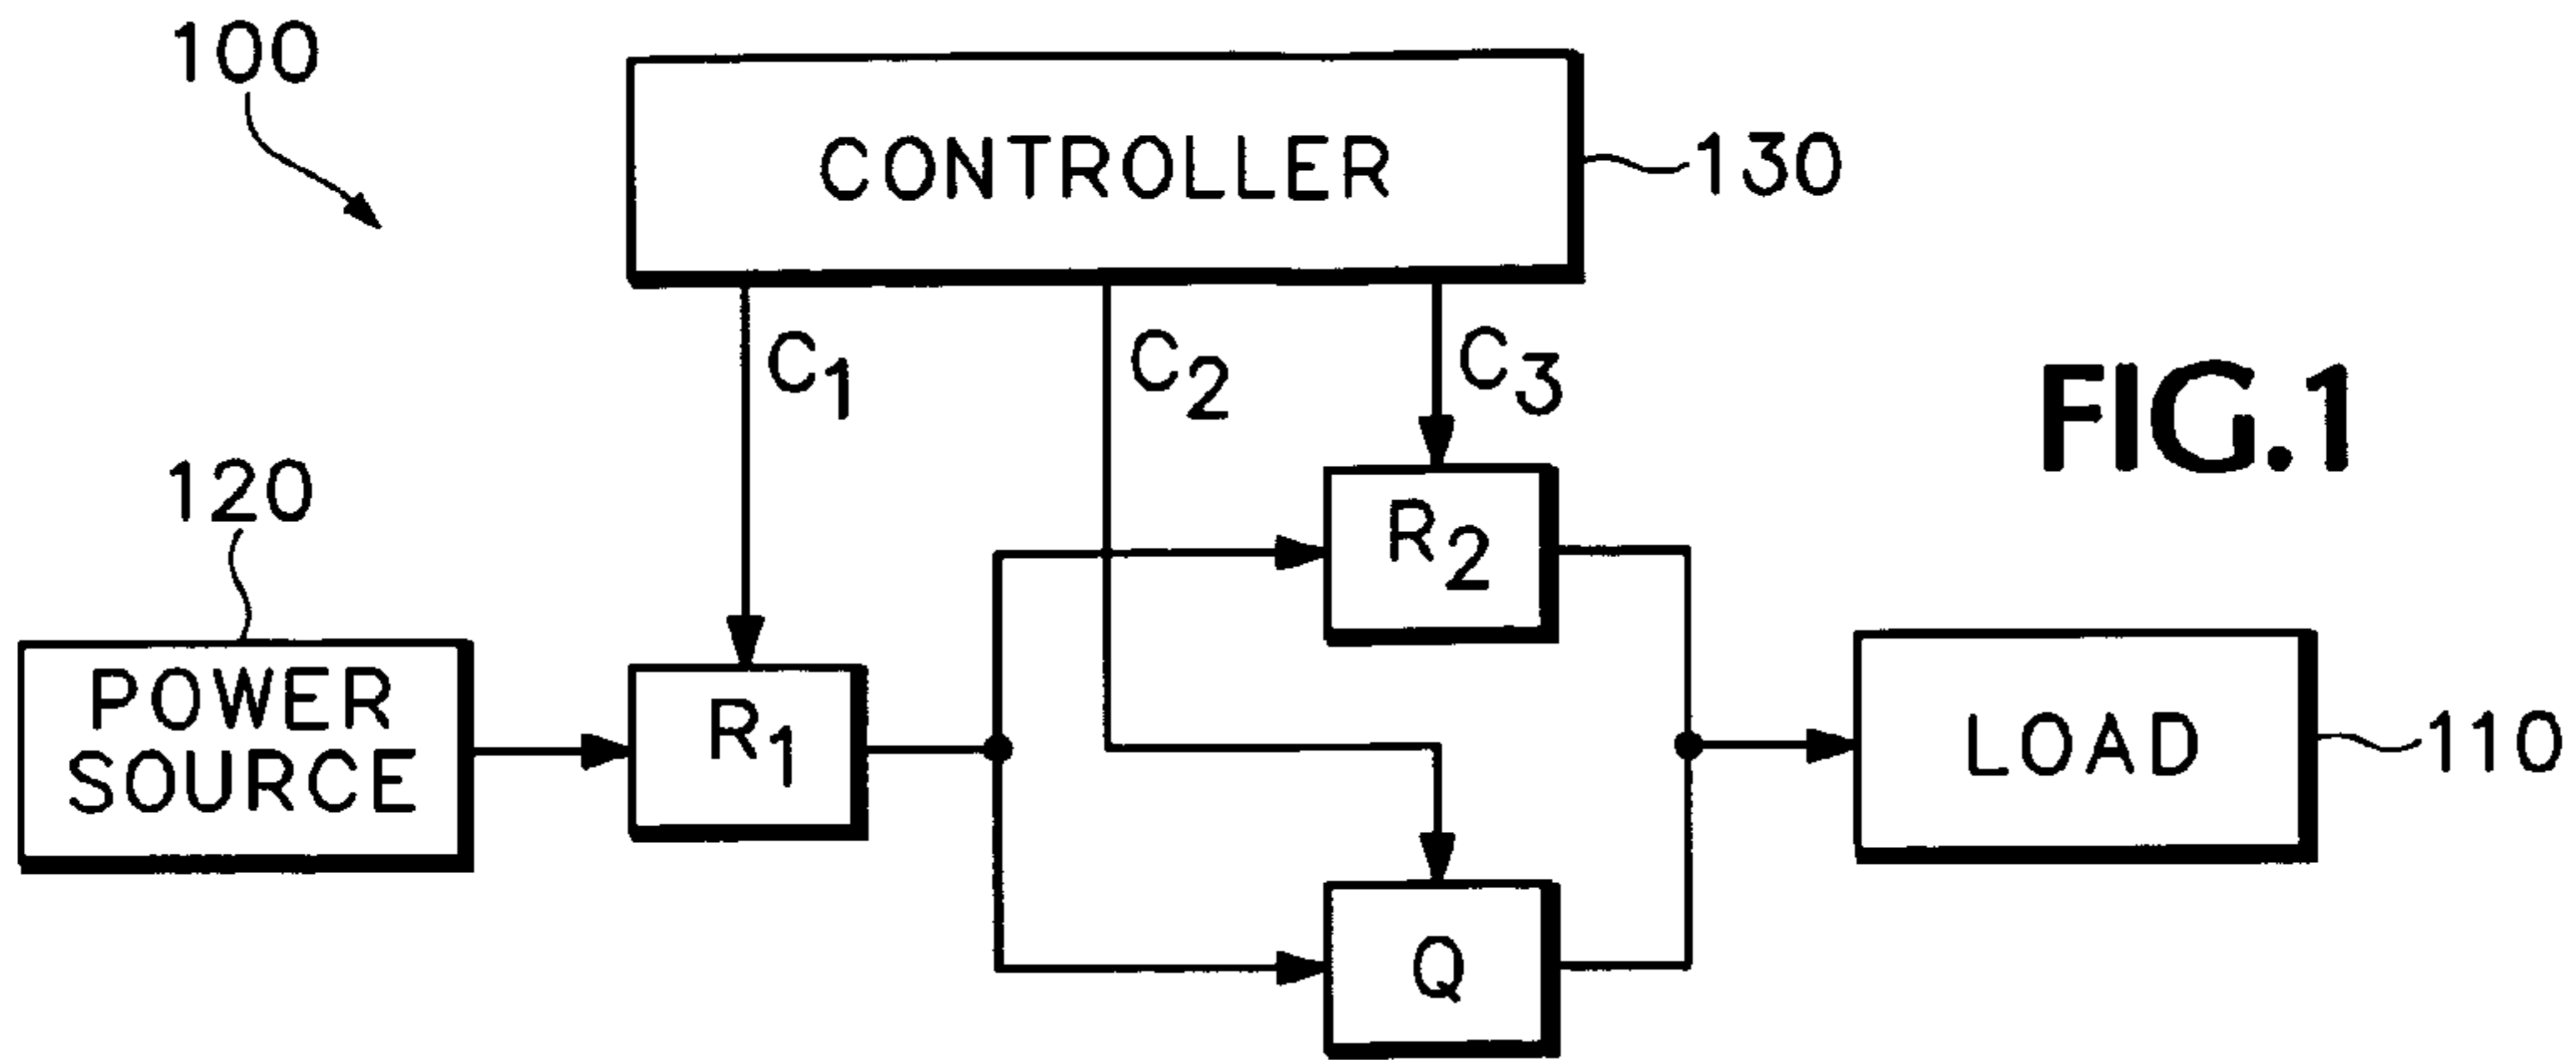 100
CONTROLLER
130
C1
C2
C3
FIG.1
120
R2
POWER
SOURCE
R1
LOAD
110
Q